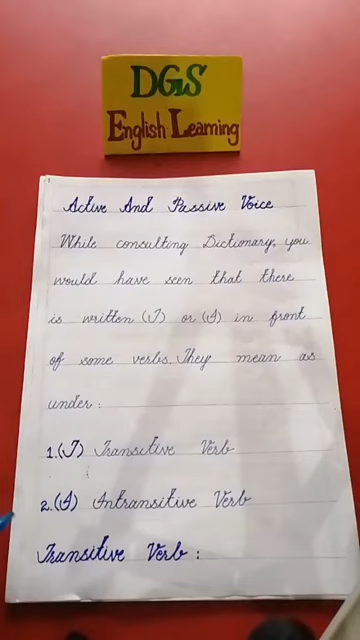 DGS
English Learning
Active And Passive Voice
While consulting Dictionary, you
would have seen that there
is written (T) or (I) in front
of some verbs. They mean as
under:
1.(T) Transitive Verb
2.(I) Intransitive Verb
Transitive Verb :